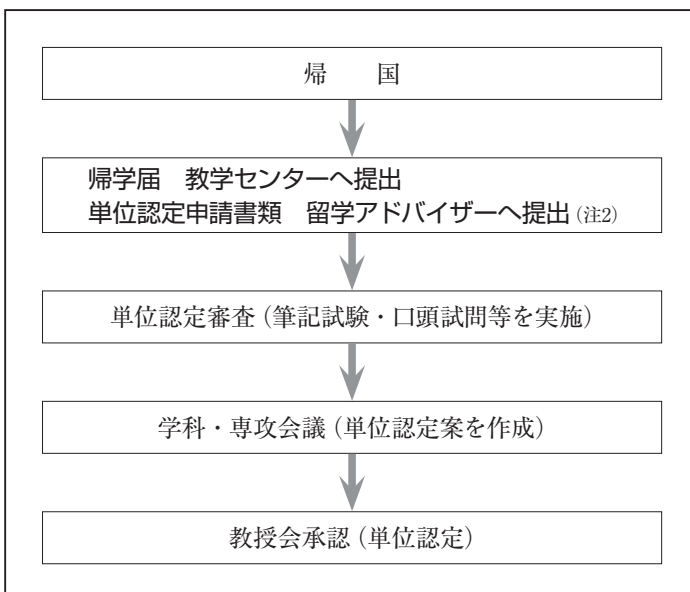 帰　　国
帰学届　教学センターへ提出
単位認定申請書類　留学アドバイザーへ提出（注2）
単位認定審査（筆記試験・口頭試問等を実施）
学科・専攻会議（単位認定案を作成）
教授会承認（単位認定）